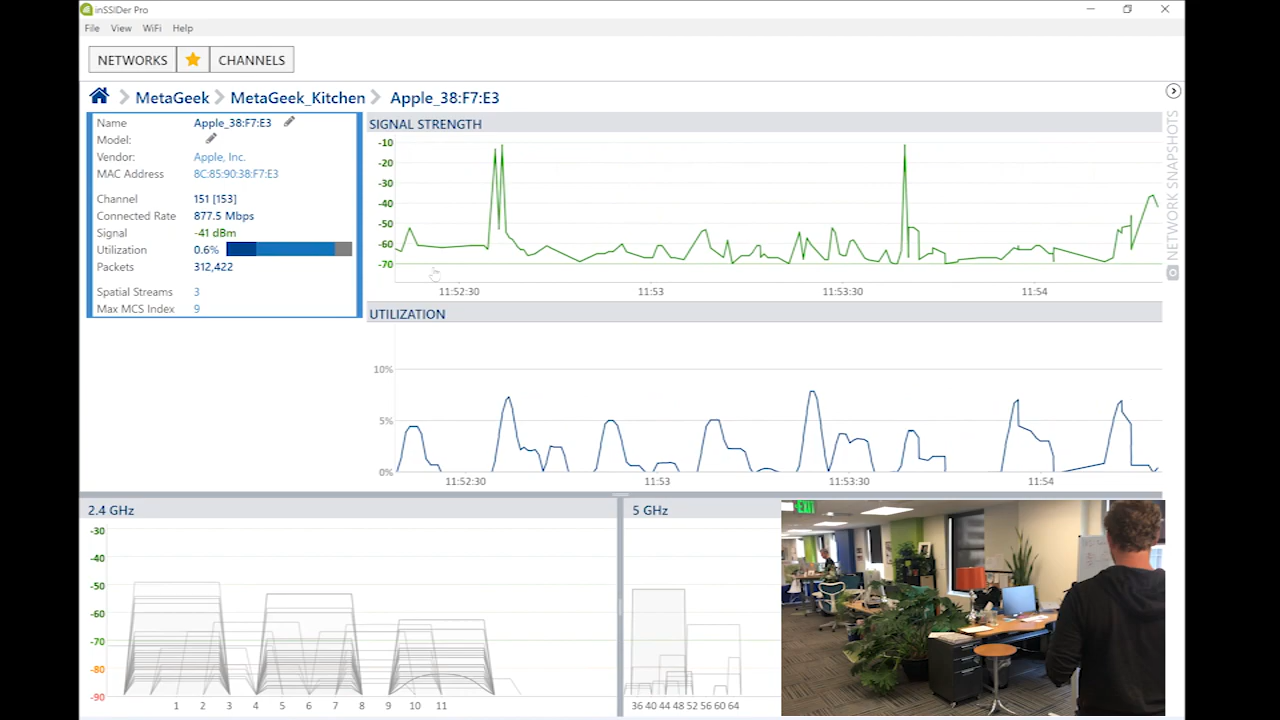 inSSIDer Pro
File View WiFi Help
NETWORKS CHANNELS
MetaGeek MetaGeek_Kitchen Apple_38:F7:E3
Name Apple_38:F7:E3
Model:
Vendor: Apple, Inc.
MAC Address 8C:85:90:38:F7:E3
Channel 151 [153]
Connected Rate 877.5 Mbps
Signal -41 dBm
Utilization 0.6%
Packets 312,422
Spatial Streams 3
Max MCS Index 9
SIGNAL STRENGTH
-10
-20
-30
-40
-50
-60
-70
11:52:30 11:53 11:53:30 11:54
NETWORK SNAPSHOTS
UTILIZATION
10%
5%
0%
11:52:30 11:53 11:53:30 11:54
2.4 GHz
-30
-40
-50
-60
-70
-80
-90
1 2 3 4 5 6 7 8 9 10 11
5 GHz
36 40 44 48 52 56 60 64
EXIT